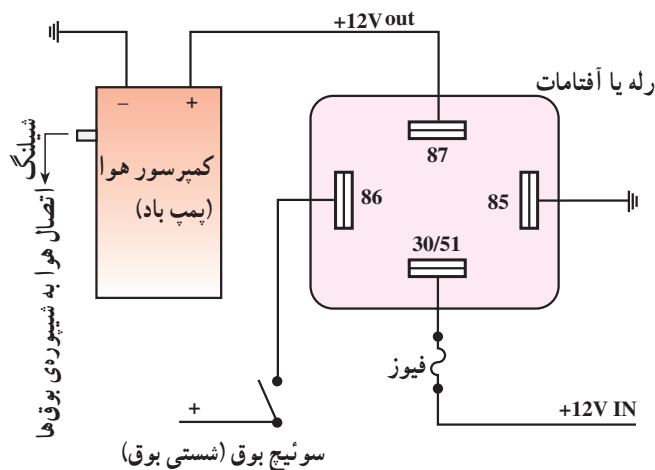 +12V out
رله یا آفتامات
– +
کمپرسور هوا
(پمپ باد)
شیلنگ
اتصال هوا به شیپوره‌ی بوق‌ها
87
86
85
30/51
فیوز
+12V IN
+
سوئیچ بوق (شستی بوق)